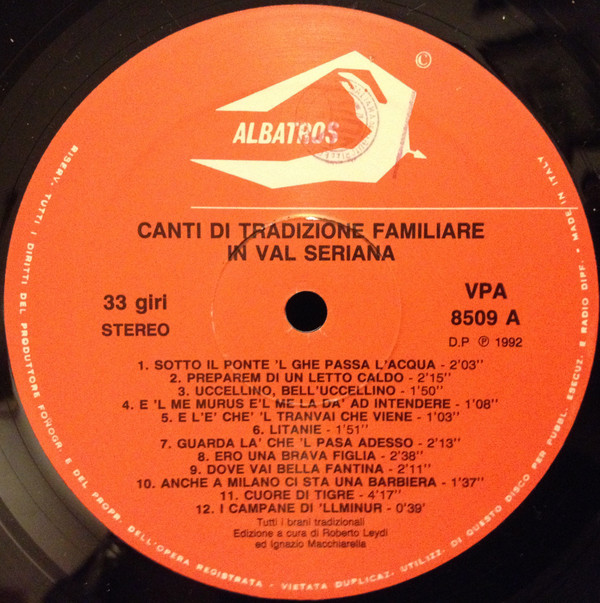 ©
ALBATROS
CANTI DI TRADIZIONE FAMILIARE
IN VAL SERIANA
33 giri
STEREO
VPA
8509 A
D.P ℗ 1992
1. SOTTO IL PONTE 'L GHE PASSA L'ACQUA - 2'03''
2. PREPAREM DI UN LETTO CALDO - 2'15''
3. UCCELLINO, BELL'UCCELLINO - 1'50''
4. E 'L ME MURUS E'L ME LA DA' AD INTENDERE - 1'08''
5. E L'E' CHE' 'L TRANVAI CHE VIENE - 1'03''
6. LITANIE - 1'51''
7. GUARDA LA' CHE 'L PASA ADESSO - 2'13''
8. ERO UNA BRAVA FIGLIA - 2'38''
9. DOVE VAI BELLA FANTINA - 2'11''
10. ANCHE A MILANO CI STA UNA BARBIERA - 1'37''
11. CUORE DI TIGRE - 4'17''
12. I CAMPANE DI 'LLMINUR - 0'39'
Tutti i brani tradizionali
Edizione a cura di Roberto Leydi
ed Ignazio Macchiarella
RISERV. TUTTI I DIRITTI DEL PRODUTTORE FONOGR. E DEL PROPR. DELL'OPERA REGISTRATA - VIETATA DUPLICAZ. UTILIZZ. DI QUESTO DISCO PER PUBBL. ESECUZ. E RADIO DIFF. - MADE IN ITALY